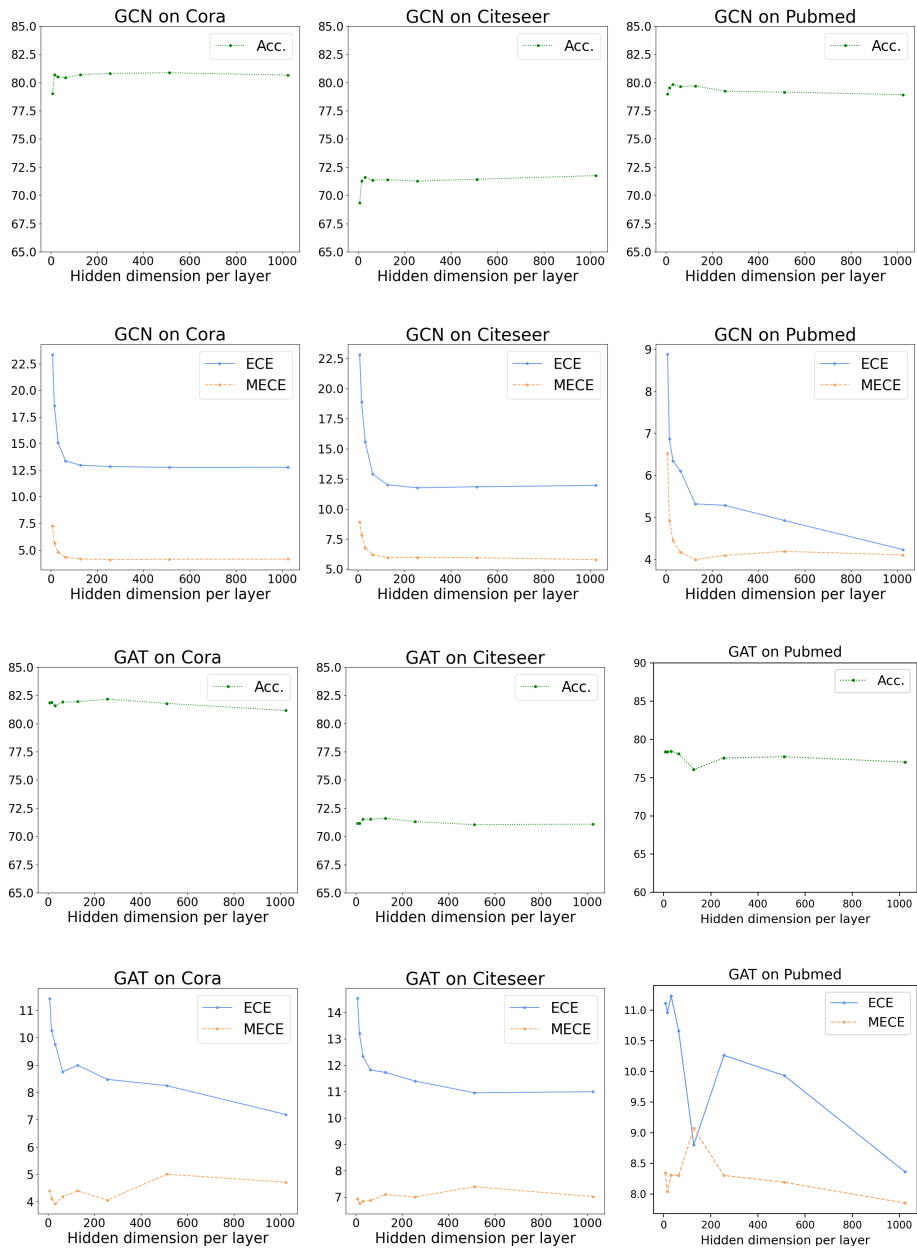 GCN on Cora
GCN on Citeseer
GCN on Pubmed
85.0
82.5
80.0
77.5
75.0
72.5
70.0
67.5
65.0
Acc.
0 200 400 600 800 1000
Hidden dimension per layer
85.0
82.5
80.0
77.5
75.0
72.5
70.0
67.5
65.0
Acc.
0 200 400 600 800 1000
Hidden dimension per layer
85.0
82.5
80.0
77.5
75.0
72.5
70.0
67.5
65.0
Acc.
0 200 400 600 800 1000
Hidden dimension per layer
GCN on Cora
22.5
20.0
17.5
15.0
12.5
10.0
7.5
5.0
ECE
MECE
0 200 400 600 800 1000
Hidden dimension per layer
GCN on Citeseer
22.5
20.0
17.5
15.0
12.5
10.0
7.5
5.0
ECE
MECE
0 200 400 600 800 1000
Hidden dimension per layer
GCN on Pubmed
9
8
7
6
5
4
ECE
MECE
0 200 400 600 800 1000
Hidden dimension per layer
GAT on Cora
85.0
82.5
80.0
77.5
75.0
72.5
70.0
67.5
65.0
Acc.
0 200 400 600 800 1000
Hidden dimension per layer
GAT on Citeseer
85.0
82.5
80.0
77.5
75.0
72.5
70.0
67.5
65.0
Acc.
0 200 400 600 800 1000
Hidden dimension per layer
GAT on Pubmed
90
85
80
75
70
65
60
Acc.
0 200 400 600 800 1000
Hidden dimension per layer
GAT on Cora
11
10
9
8
7
6
5
4
ECE
MECE
0 200 400 600 800 1000
Hidden dimension per layer
GAT on Citeseer
14
13
12
11
10
9
8
7
ECE
MECE
0 200 400 600 800 1000
Hidden dimension per layer
GAT on Pubmed
11.0
10.5
10.0
9.5
9.0
8.5
8.0
ECE
MECE
0 200 400 600 800 1000
Hidden dimension per layer